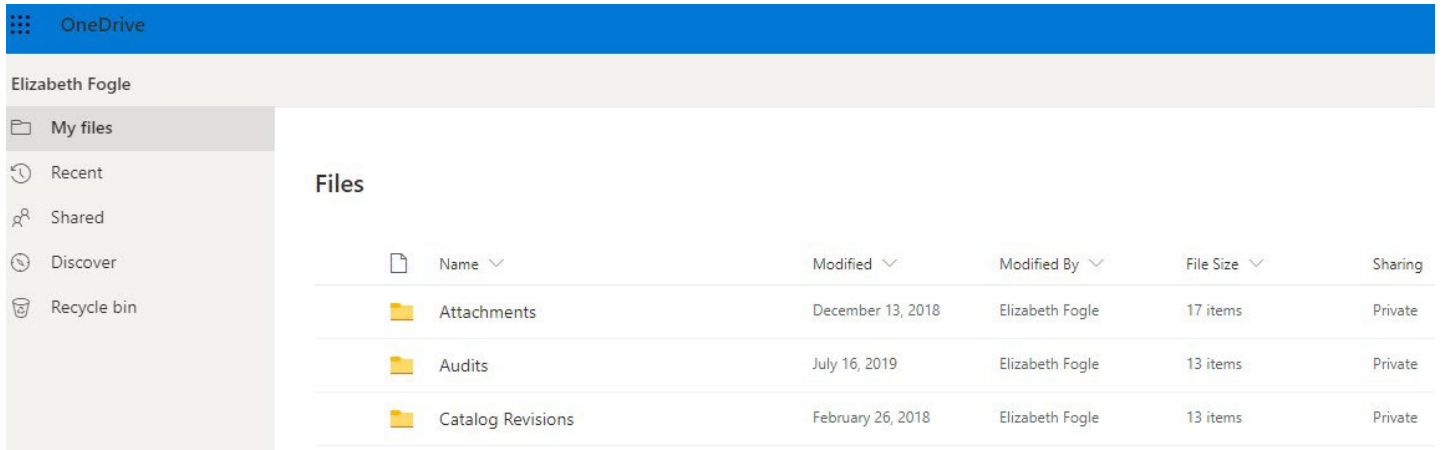 OneDrive
Elizabeth Fogle
My files
Recent
Shared
Discover
Recycle bin
Files
Name Modified Modified By File Size Sharing
Attachments December 13, 2018 Elizabeth Fogle 17 items Private
Audits July 16, 2019 Elizabeth Fogle 13 items Private
Catalog Revisions February 26, 2018 Elizabeth Fogle 13 items Private